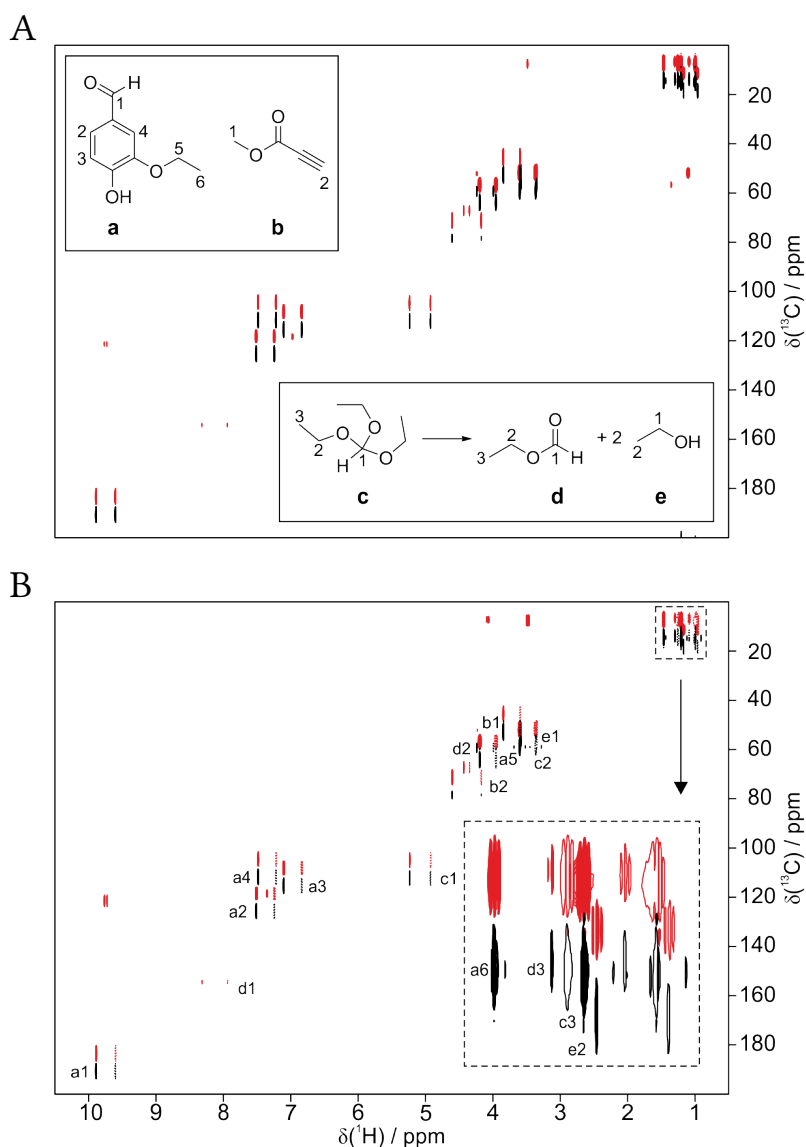 A
O
H
1
2
4
3
5
O
6
OH
a
1
O
O
2
b
3
O
O
2
H
1
O
c
O
2
O
1
H
3
d
+ 2
1
2
OH
e
20
40
60
80
100
120
140
160
180
δ(¹³C) / ppm
B
b1
d2
e1
a5
c2
b2
a4
a3
c1
a2
d1
a1
a6
d3
c3
e2
20
40
60
80
100
120
140
160
180
δ(¹³C) / ppm
10 9 8 7 6 5 4 3 2 1
δ(¹H) / ppm